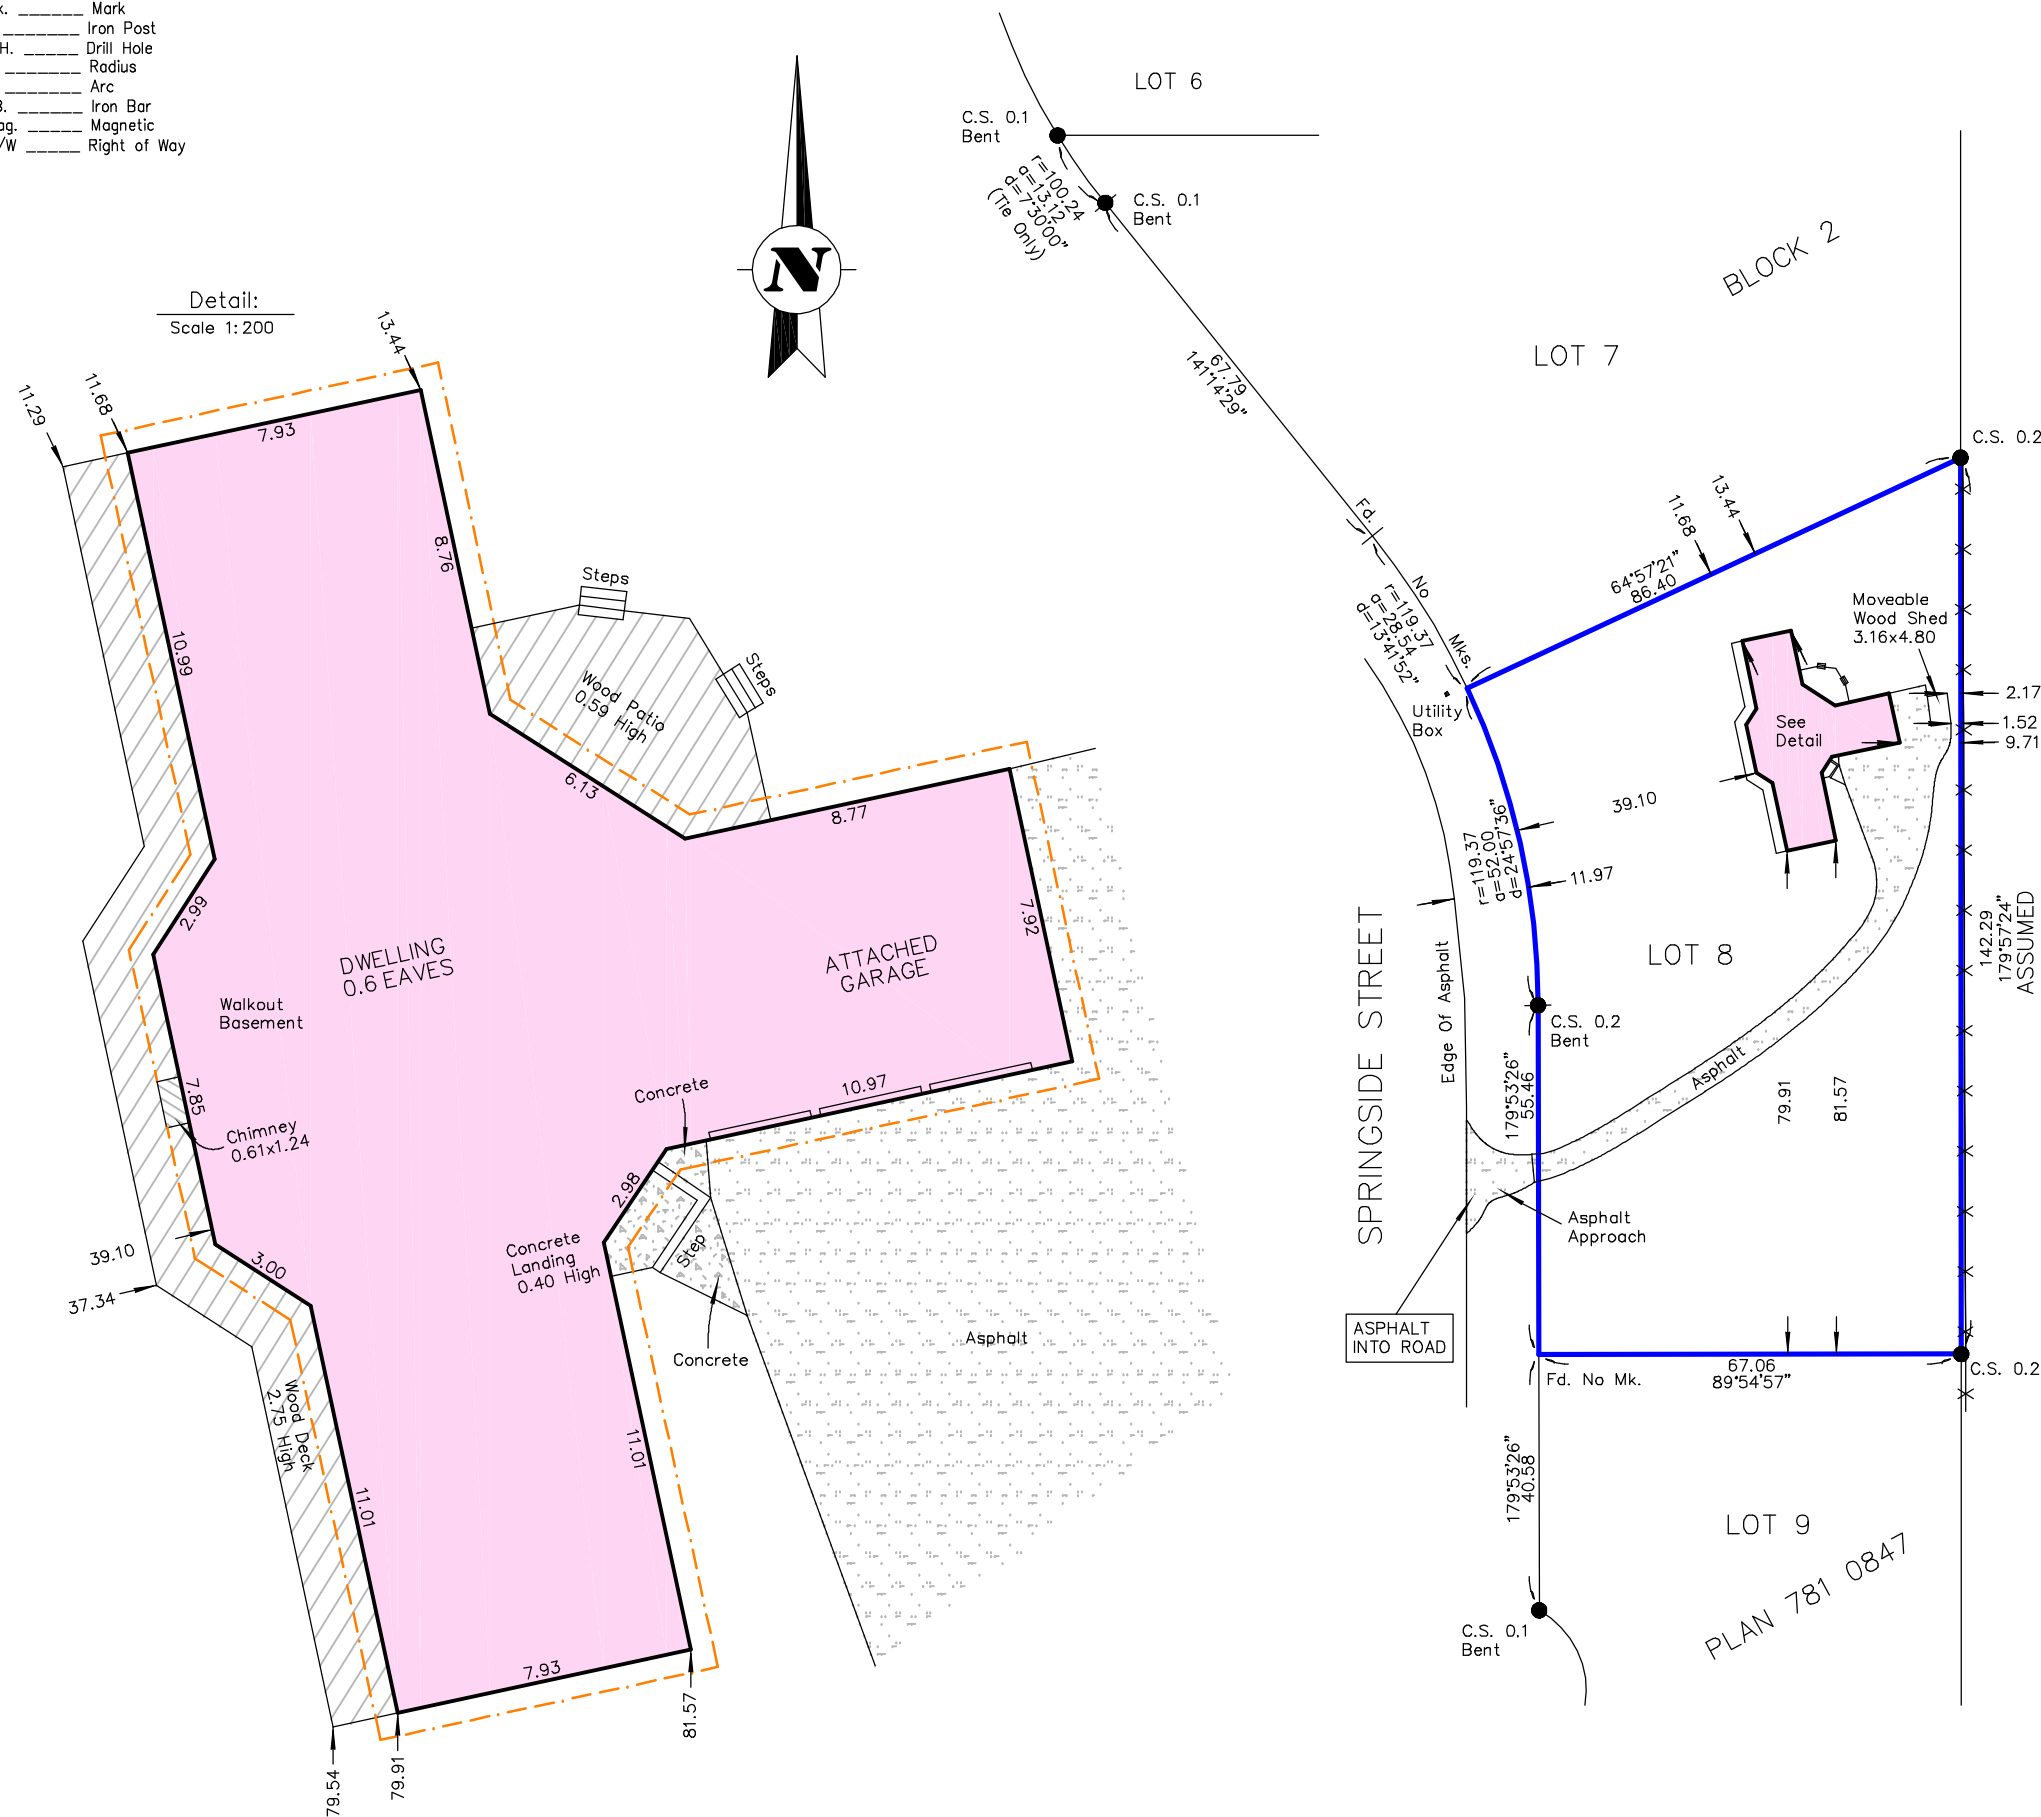 k. ______ Mark
_______ Iron Post
H. _____ Drill Hole
_______ Radius
_______ Arc
B. ______ Iron Bar
ag. _____ Magnetic
/W _____ Right of Way
Detail:
Scale 1:200
N
13.44
11.68
11.29
7.93
8.76
10.99
Steps
Steps
Wood Patio
0.59 High
6.13
8.77
7.92
2.99
DWELLING
0.6 EAVES
ATTACHED
GARAGE
Walkout
Basement
7.85
Chimney
0.61x1.24
Concrete
10.97
2.98
Step
Concrete
Landing
0.40 High
39.10
37.34
3.00
Concrete
Asphalt
Wood Deck
2.75 High
11.01
11.01
7.93
81.57
79.91
79.54
LOT 6
C.S. 0.1
Bent
C.S. 0.1
Bent
r=100.24
a=13.12
d=7°30'00"
(Tie Only)
BLOCK 2
LOT 7
67.79
141°14'29"
Fd.
No
Mks.
r=119.37
a=28.54
d=13°41'52"
Utility
Box
C.S. 0.2
13.44
11.68
64°57'21"
86.40
Moveable
Wood Shed
3.16x4.80
2.17
1.52
9.71
See
Detail
39.10
11.97
r=119.37
a=52.00
d=24°57'36"
LOT 8
142.29
179°57'24"
ASSUMED
SPRINGSIDE STREET
Edge Of Asphalt
C.S. 0.2
Bent
179°53'26"
55.46
Asphalt
79.91
81.57
Asphalt
Approach
ASPHALT
INTO ROAD
67.06
89°54'57"
Fd. No Mk.
C.S. 0.2
179°53'26"
40.58
LOT 9
PLAN 781 0847
C.S. 0.1
Bent